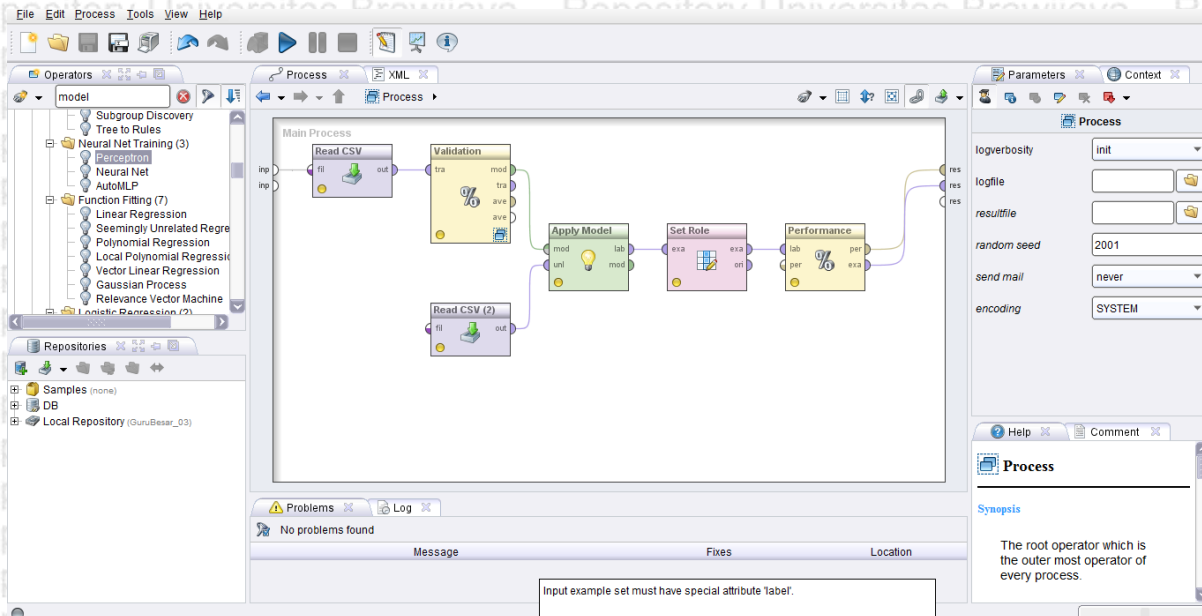 Repository Universitas Brawijaya
File Edit Process Tools View Help
Operators
model
Subgroup Discovery
Tree to Rules
Neural Net Training (3)
Perceptron
Neural Net
AutoMLP
Function Fitting (7)
Linear Regression
Seemingly Unrelated Regre
Polynomial Regression
Local Polynomial Regressio
Vector Linear Regression
Gaussian Process
Relevance Vector Machine
Logistic Regression (2)
Repositories
Samples (none)
DB
Local Repository (GuruBesar_03)
Process XML
Process
Main Process
inp
inp
Read CSV
fil out
Validation
tra mod
tra
ave
ave
Apply Model
mod lab
unl mod
Set Role
exa exa
ori
Performance
lab per
per exa
Read CSV (2)
fil out
res
res
res
Problems Log
No problems found
Message Fixes Location
Input example set must have special attribute 'label'.
Parameters Context
Process
logverbosity init
logfile
resultfile
random seed 2001
send mail never
encoding SYSTEM
Help Comment
Process
Synopsis
The root operator which is
the outer most operator of
every process.